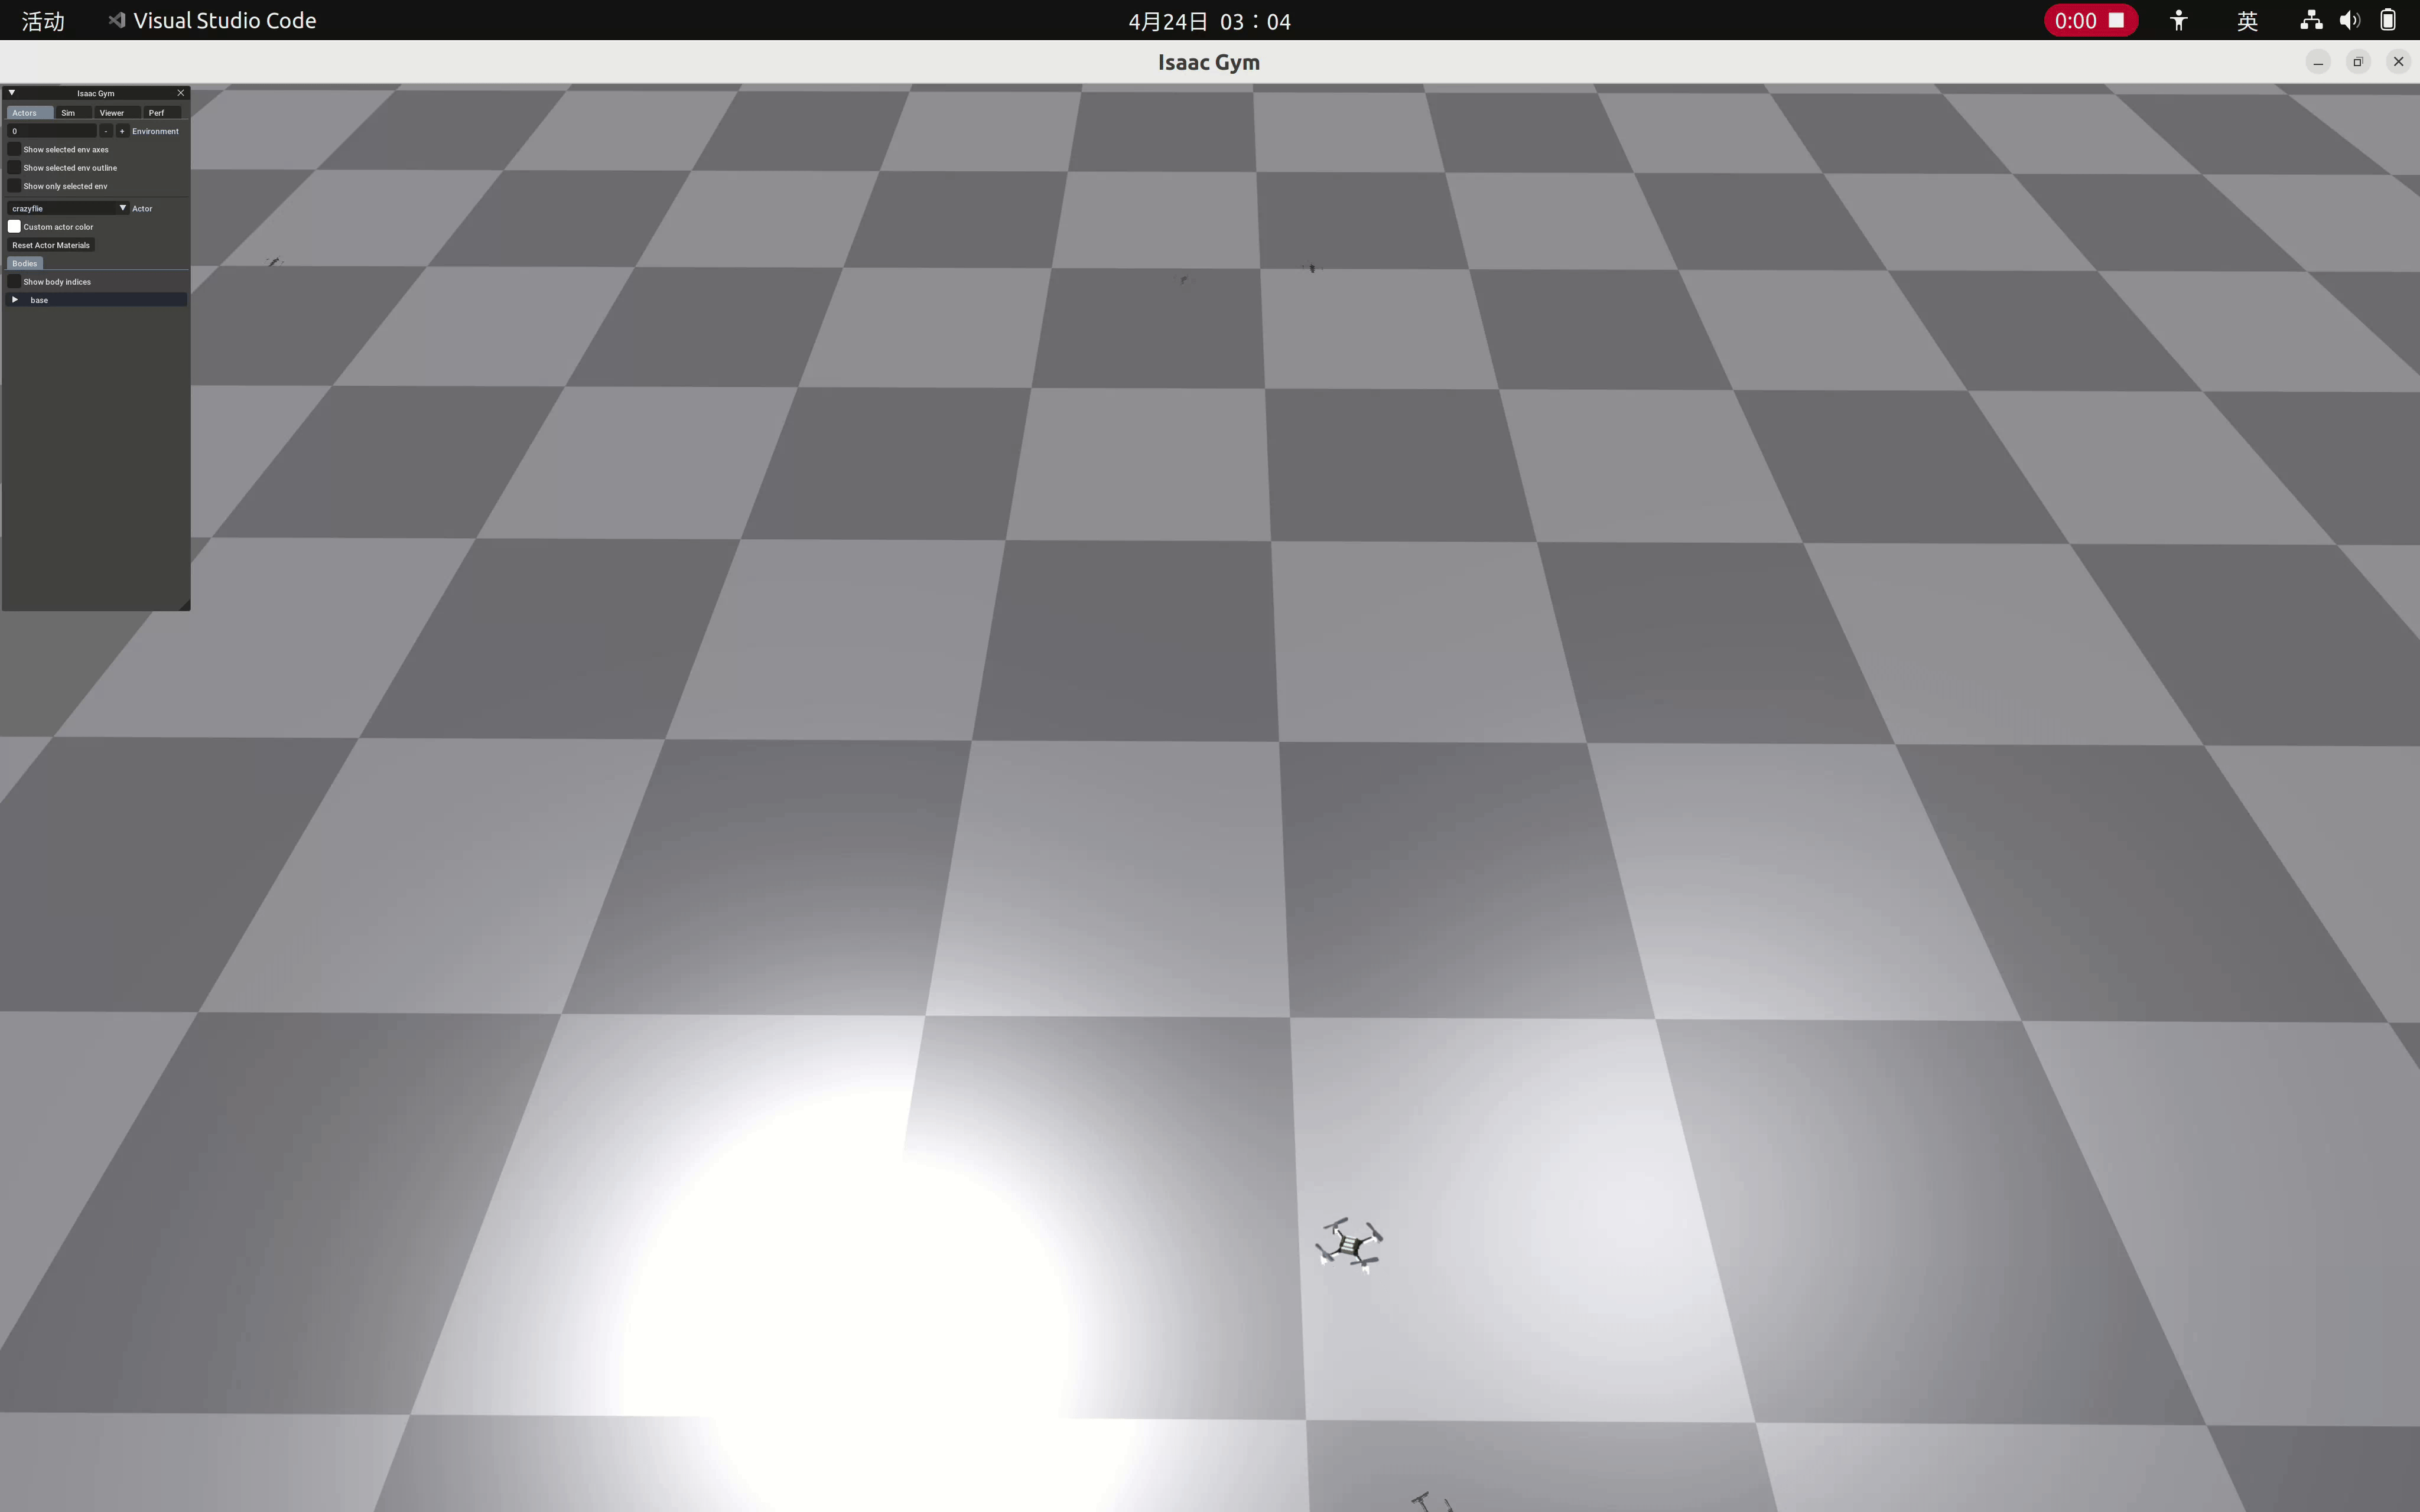 活动 Visual Studio Code 4月24日 03：04 0:00 英
Isaac Gym
Isaac Gym
Actors Sim Viewer Perf
0 - + Environment
Show selected env axes
Show selected env outline
Show only selected env
crazyflie Actor
Custom actor color
Reset Actor Materials
Bodies
Show body indices
base